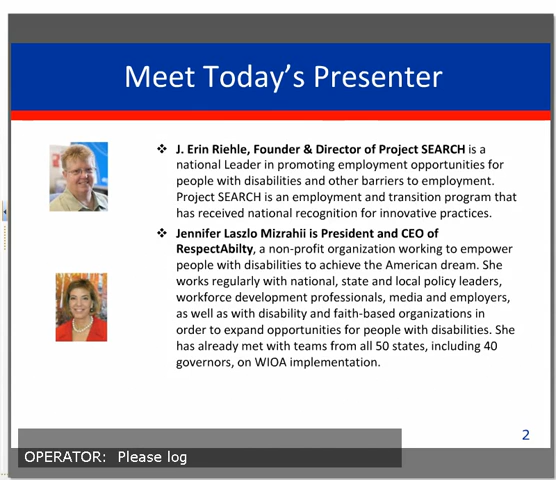 Meet Today's Presenter
❖ J. Erin Riehle, Founder & Director of Project SEARCH is a
national Leader in promoting employment opportunities for
people with disabilities and other barriers to employment.
Project SEARCH is an employment and transition program that
has received national recognition for innovative practices.
❖ Jennifer Laszlo Mizrahii is President and CEO of
RespectAbilty, a non-profit organization working to empower
people with disabilities to achieve the American dream. She
works regularly with national, state and local policy leaders,
workforce development professionals, media and employers,
as well as with disability and faith-based organizations in
order to expand opportunities for people with disabilities. She
has already met with teams from all 50 states, including 40
governors, on WIOA implementation.
2
OPERATOR: Please log